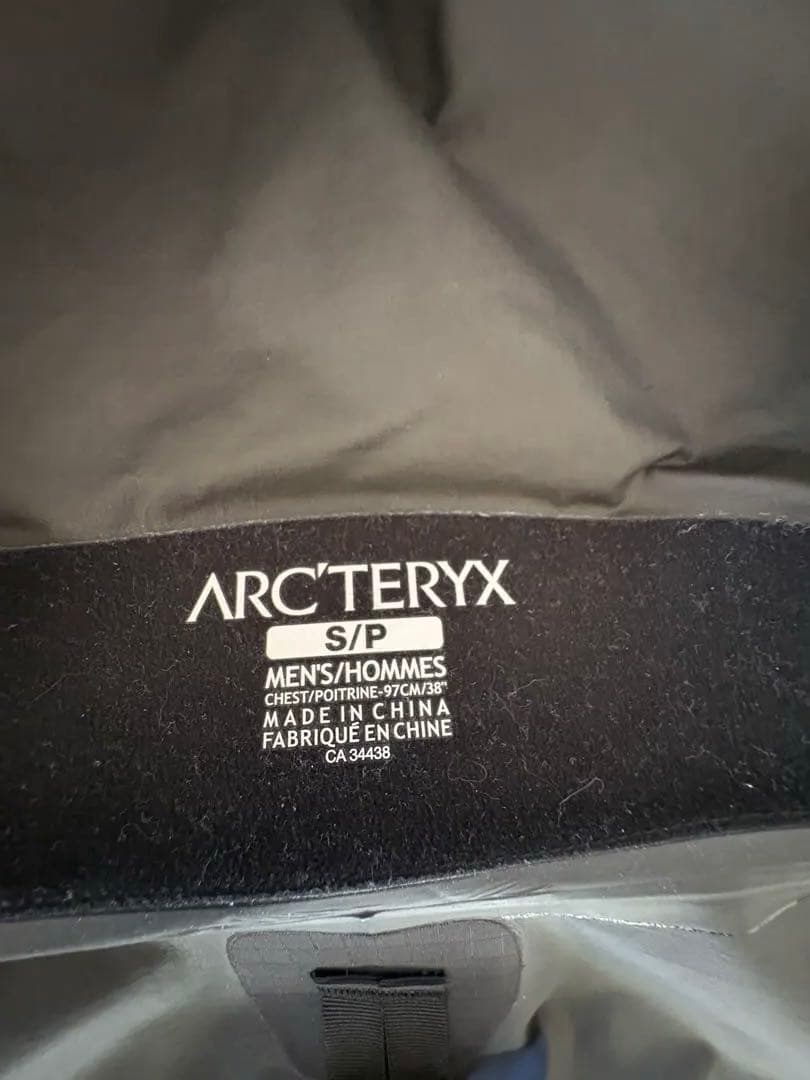 ARC'TERYX
S/P
MEN'S/HOMMES
CHEST/POITRINE-97CM/38"
MADE IN CHINA
FABRIQUÉ EN CHINE
CA 34438